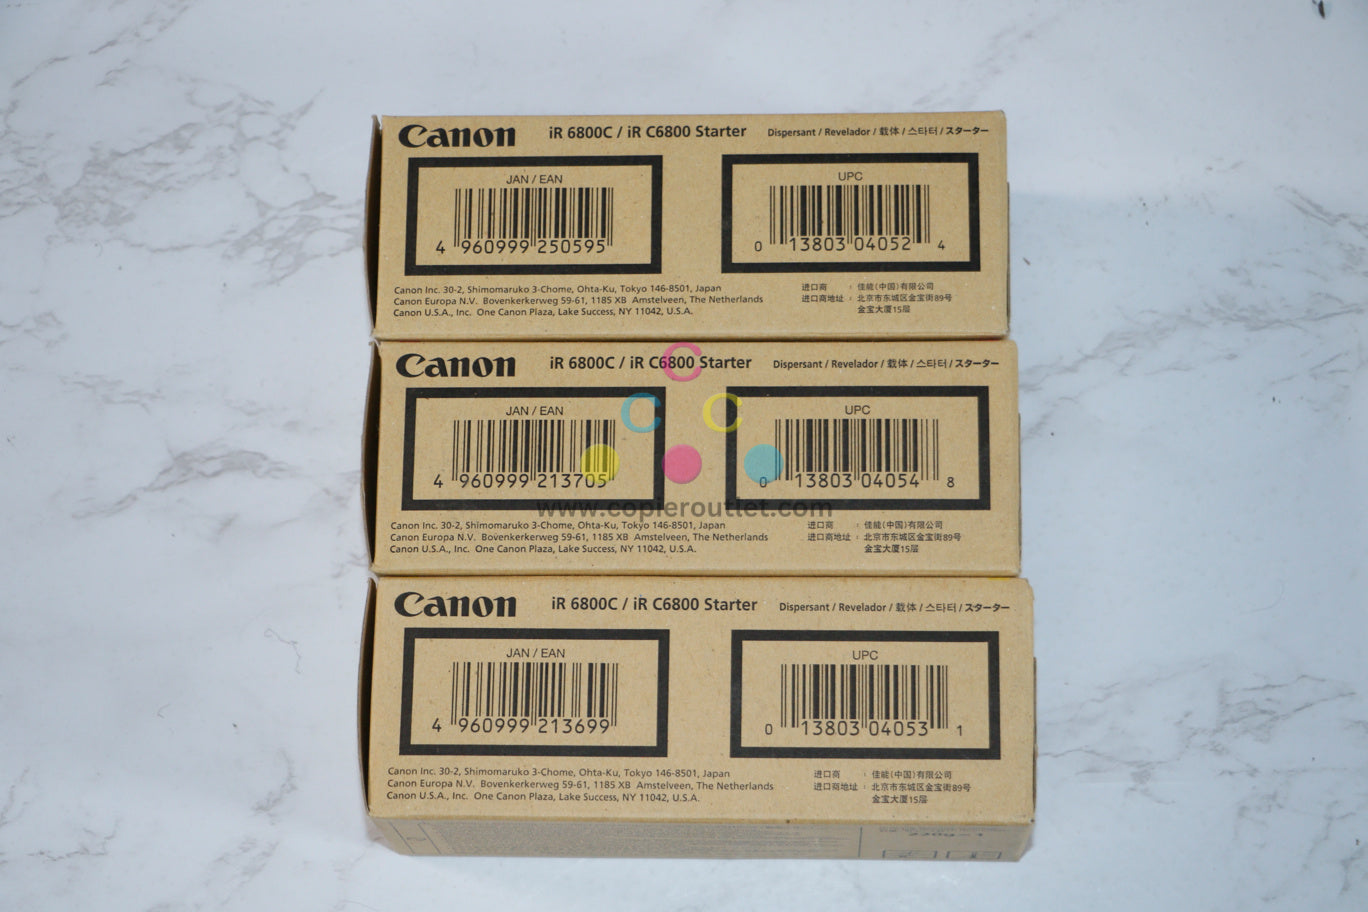 Canon iR 6800C / iR C6800 Starter Dispersant / Revelador / 载体 / 스타터 / スターター
JAN / EAN UPC
4 960999 250595 0 13803 04052 4
Canon Inc. 30-2, Shimomaruko 3-Chome, Ohta-Ku, Tokyo 146-8501, Japan
Canon Europa N.V. Bovenkerkerweg 59-61, 1185 XB Amstelveen, The Netherlands
Canon U.S.A., Inc. One Canon Plaza, Lake Success, NY 11042, U.S.A.
进口商 : 佳能(中国)有限公司
进口商地址 : 北京市东城区金宝街89号
金宝大厦15层
Canon iR 6800C / iR C6800 Starter Dispersant / Revelador / 载体 / 스타터 / スターター
C
C C
JAN / EAN UPC
4 960999 213705 0 13803 04054 8
www.copieroutlet.com
Canon Inc. 30-2, Shimomaruko 3-Chome, Ohta-Ku, Tokyo 146-8501, Japan
Canon Europa N.V. Bovenkerkerweg 59-61, 1185 XB Amstelveen, The Netherlands
Canon U.S.A., Inc. One Canon Plaza, Lake Success, NY 11042, U.S.A.
进口商 : 佳能(中国)有限公司
进口商地址 : 北京市东城区金宝街89号
金宝大厦15层
Canon iR 6800C / iR C6800 Starter Dispersant / Revelador / 载体 / 스타터 / スターター
JAN / EAN UPC
4 960999 213699 0 13803 04053 1
Canon Inc. 30-2, Shimomaruko 3-Chome, Ohta-Ku, Tokyo 146-8501, Japan
Canon Europa N.V. Bovenkerkerweg 59-61, 1185 XB Amstelveen, The Netherlands
Canon U.S.A., Inc. One Canon Plaza, Lake Success, NY 11042, U.S.A.
进口商 : 佳能(中国)有限公司
进口商地址 : 北京市东城区金宝街89号
金宝大厦15层